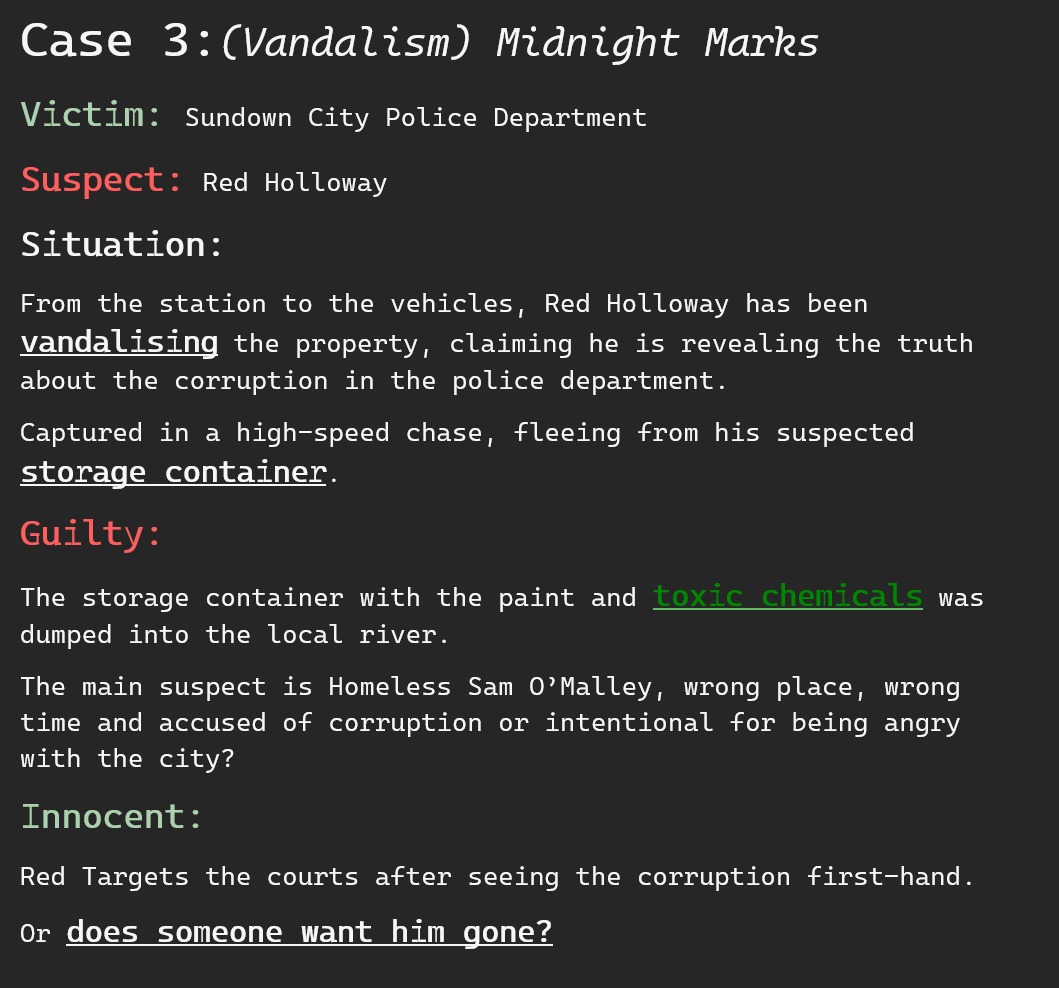 Case 3:(Vandalism) Midnight Marks
Victim: Sundown City Police Department
Suspect: Red Holloway
Situation:
From the station to the vehicles, Red Holloway has been
vandalising the property, claiming he is revealing the truth
about the corruption in the police department.
Captured in a high-speed chase, fleeing from his suspected
storage container.
Guilty:
The storage container with the paint and toxic chemicals was
dumped into the local river.
The main suspect is Homeless Sam O’Malley, wrong place, wrong
time and accused of corruption or intentional for being angry
with the city?
Innocent:
Red Targets the courts after seeing the corruption first-hand.
Or does someone want him gone?